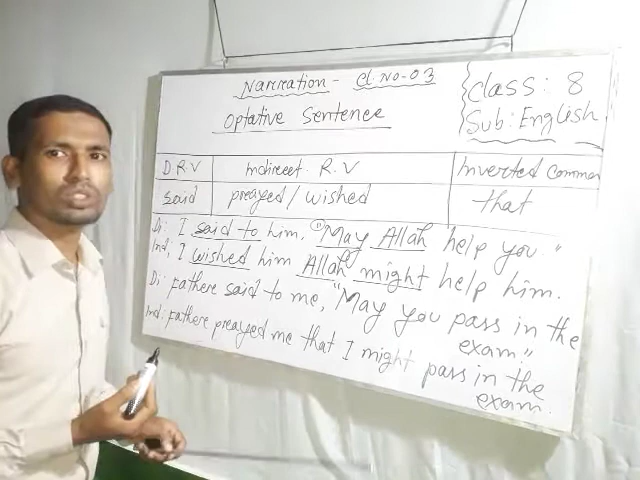 Narration - Cl. No-03
Class: 8
Optative Sentence
Sub: English
D R V Indirect R.V Inverted Comma
said preayed / wished that
Di: I said to him, "May Allah help you."
Ind; I wished him Allah might help him.
Di: Fathere said to me, "May you pass in the
exam."
Ind: Fathere preayed me that I might pass in the
exam.